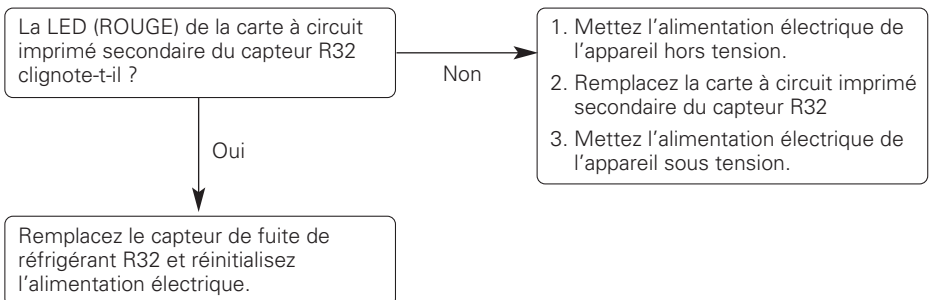 La LED (ROUGE) de la carte à circuit
imprimé secondaire du capteur R32
clignote-t-il ?
Non
1. Mettez l’alimentation électrique de
l’appareil hors tension.
2. Remplacez la carte à circuit imprimé
secondaire du capteur R32
3. Mettez l’alimentation électrique de
l’appareil sous tension.
Oui
Remplacez le capteur de fuite de
réfrigérant R32 et réinitialisez
l’alimentation électrique.